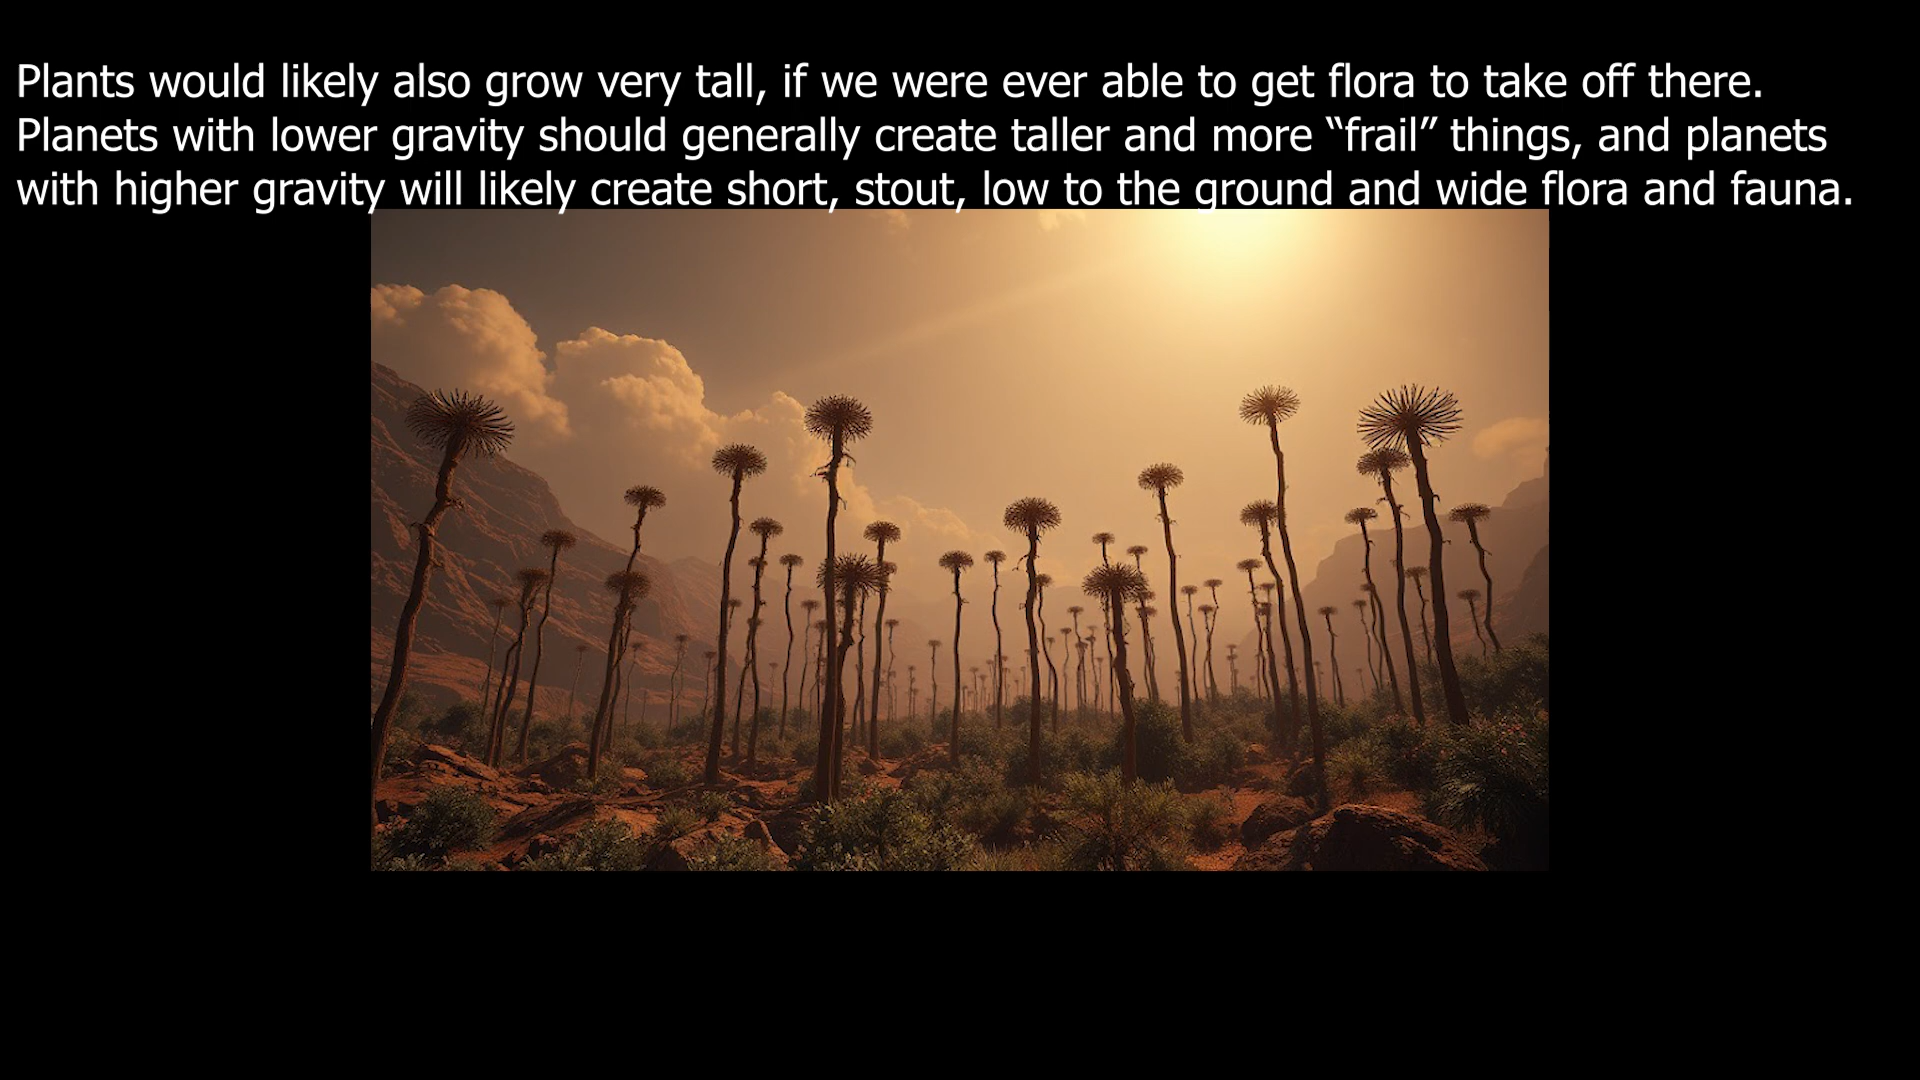 Plants would likely also grow very tall, if we were ever able to get flora to take off there.
Planets with lower gravity should generally create taller and more “frail” things, and planets
with higher gravity will likely create short, stout, low to the ground and wide flora and fauna.